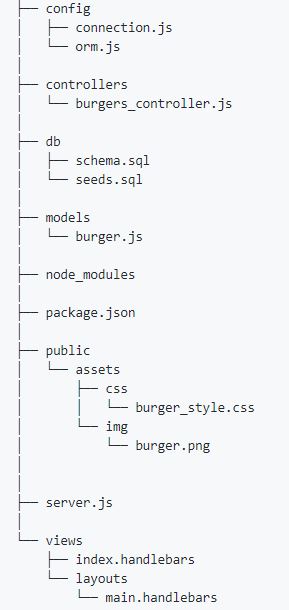 ├── config
│   ├── connection.js
│   └── orm.js
│
├── controllers
│   └── burgers_controller.js
│
├── db
│   ├── schema.sql
│   └── seeds.sql
│
├── models
│   └── burger.js
│
├── node_modules
│
├── package.json
│
├── public
│   └── assets
│       ├── css
│       │   └── burger_style.css
│       └── img
│           └── burger.png
│
│
├── server.js
│
└── views
    ├── index.handlebars
    └── layouts
        └── main.handlebars